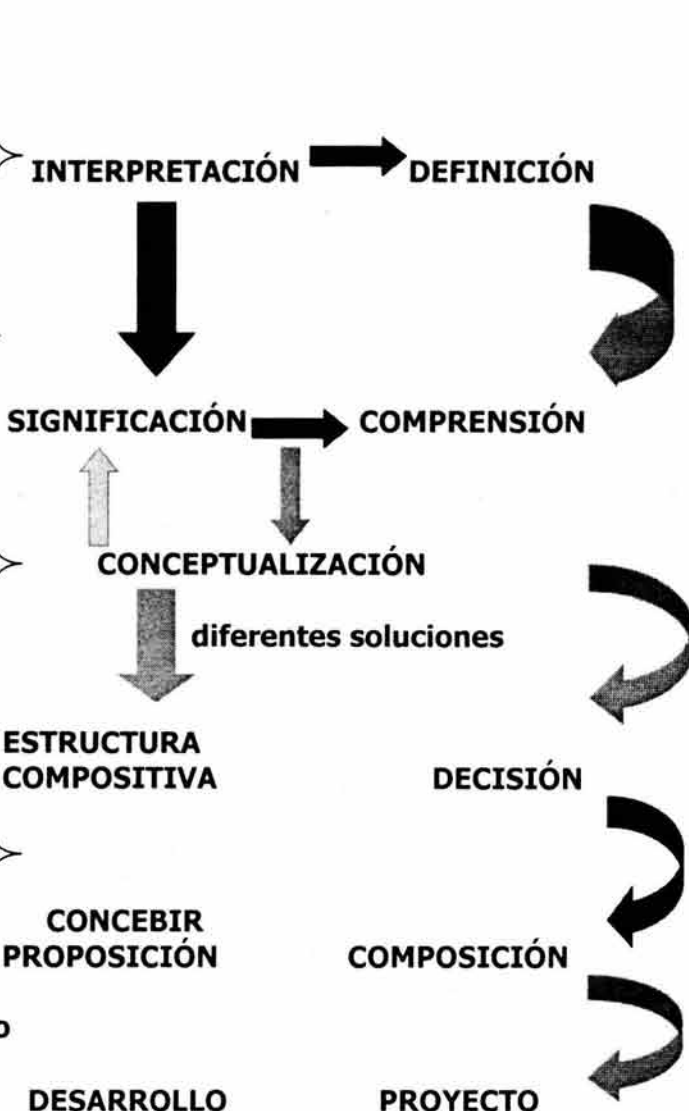 INTERPRETACIÓN DEFINICIÓN
SIGNIFICACIÓN COMPRENSIÓN
CONCEPTUALIZACIÓN
diferentes soluciones
ESTRUCTURA
COMPOSITIVA DECISIÓN
CONCEBIR
PROPOSICIÓN COMPOSICIÓN
DESARROLLO PROYECTO